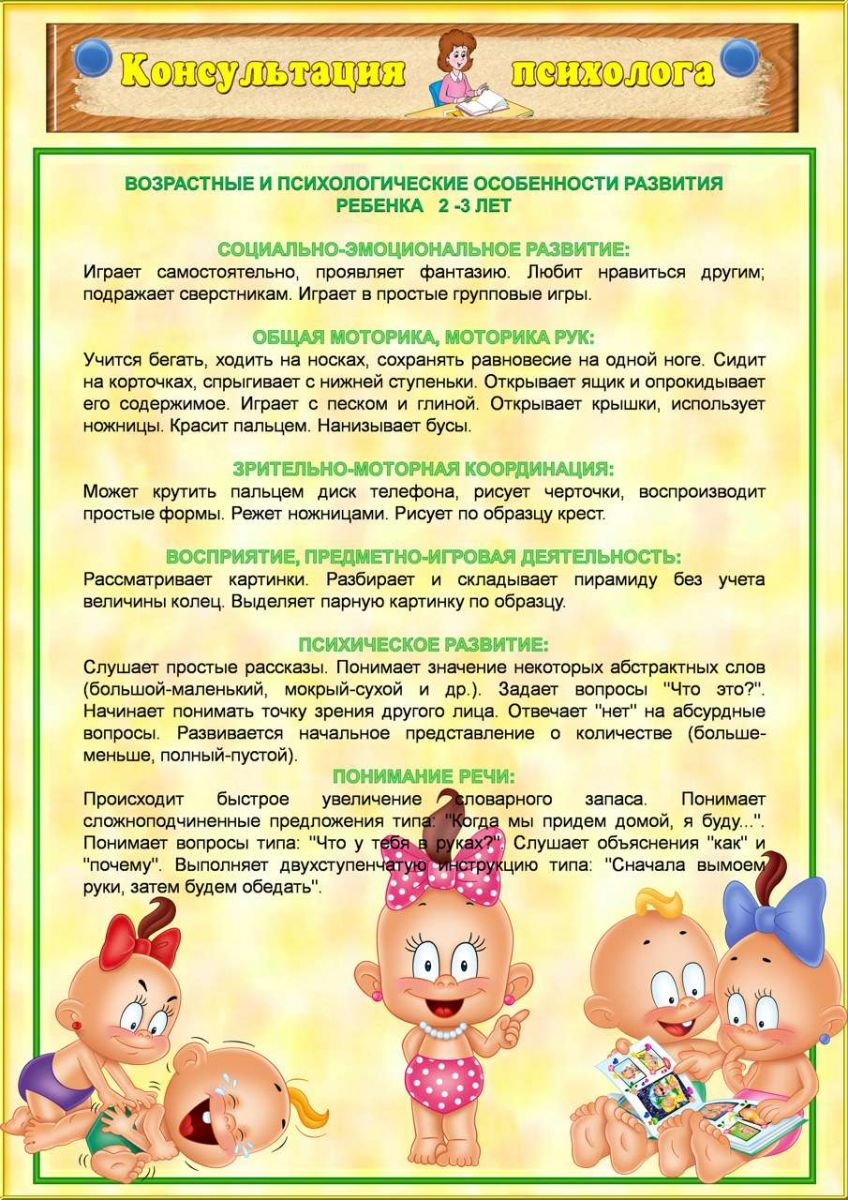 Консультация психолога
ВОЗРАСТНЫЕ И ПСИХОЛОГИЧЕСКИЕ ОСОБЕННОСТИ РАЗВИТИЯ
РЕБЕНКА 2 -3 ЛЕТ
СОЦИАЛЬНО-ЭМОЦИОНАЛЬНОЕ РАЗВИТИЕ:
Играет самостоятельно, проявляет фантазию. Любит нравиться другим;
подражает сверстникам. Играет в простые групповые игры.
ОБЩАЯ МОТОРИКА, МОТОРИКА РУК:
Учится бегать, ходить на носках, сохранять равновесие на одной ноге. Сидит
на корточках, спрыгивает с нижней ступеньки. Открывает ящик и опрокидывает
его содержимое. Играет с песком и глиной. Открывает крышки, использует
ножницы. Красит пальцем. Нанизывает бусы.
ЗРИТЕЛЬНО-МОТОРНАЯ КООРДИНАЦИЯ:
Может крутить пальцем диск телефона, рисует черточки, воспроизводит
простые формы. Режет ножницами. Рисует по образцу крест.
ВОСПРИЯТИЕ, ПРЕДМЕТНО-ИГРОВАЯ ДЕЯТЕЛЬНОСТЬ:
Рассматривает картинки. Разбирает и складывает пирамиду без учета
величины колец. Выделяет парную картинку по образцу.
ПСИХИЧЕСКОЕ РАЗВИТИЕ:
Слушает простые рассказы. Понимает значение некоторых абстрактных слов
(большой-маленький, мокрый-сухой и др.). Задает вопросы "Что это?".
Начинает понимать точку зрения другого лица. Отвечает "нет" на абсурдные
вопросы. Развивается начальное представление о количестве (больше-
меньше, полный-пустой).
ПОНИМАНИЕ РЕЧИ:
Происходит быстрое увеличение словарного запаса. Понимает
сложноподчиненные предложения типа: "Когда мы придем домой, я буду...".
Понимает вопросы типа: "Что у тебя в руках?". Слушает объяснения "как" и
"почему". Выполняет двухступенчатую инструкцию типа: "Сначала вымоем
руки, затем будем обедать".